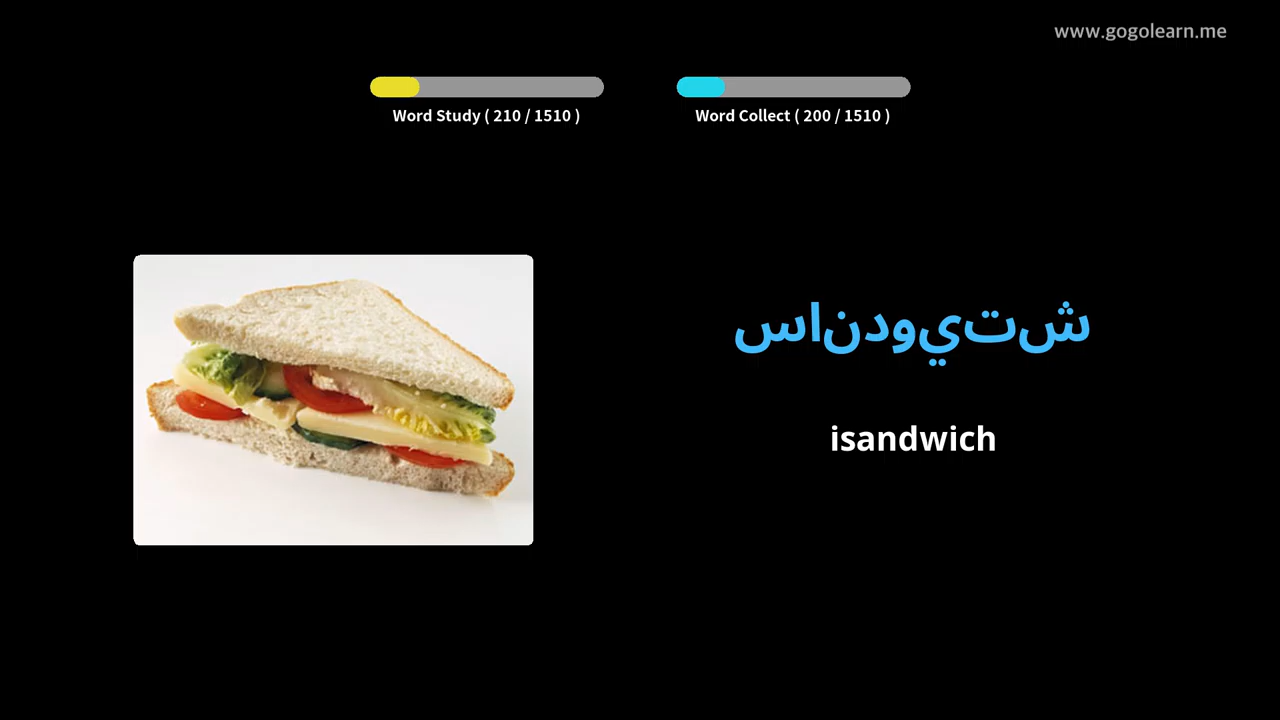 www.gogolearn.me
Word Study ( 210 / 1510 )
Word Collect ( 200 / 1510 )
شتيودناس
isandwich